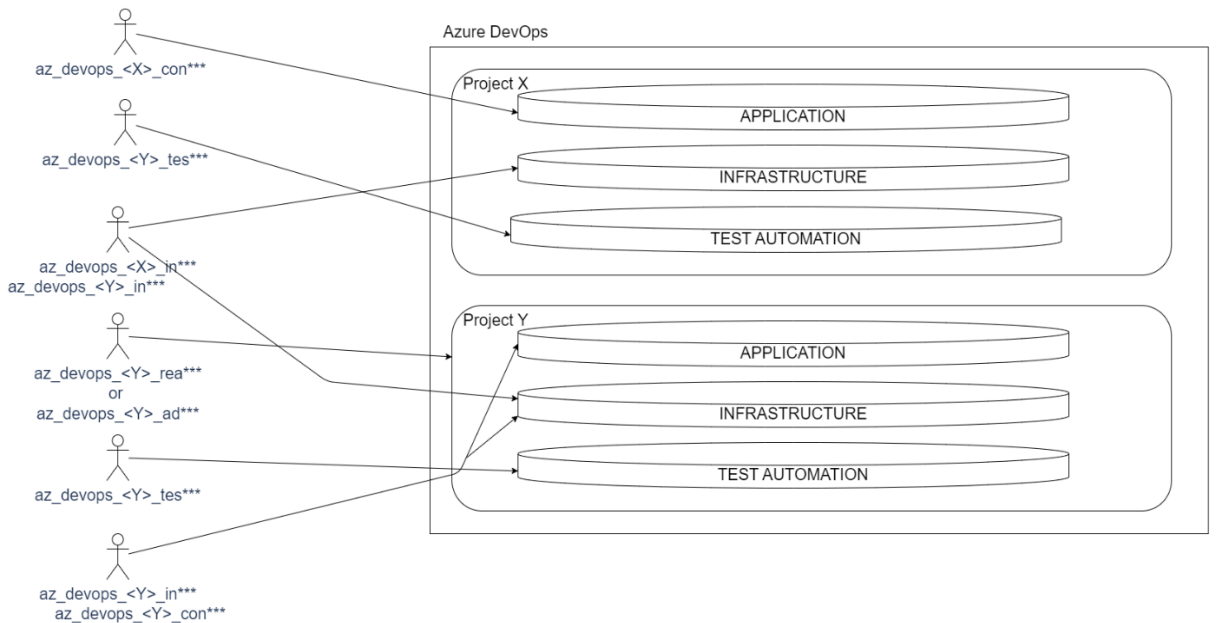 Azure DevOps
az_devops_<X>_con***
az_devops_<Y>_tes***
az_devops_<X>_in***
az_devops_<Y>_in***
az_devops_<Y>_rea***
or
az_devops_<Y>_ad***
az_devops_<Y>_tes***
az_devops_<Y>_in***
az_devops_<Y>_con***
Project X
APPLICATION
INFRASTRUCTURE
TEST AUTOMATION
Project Y
APPLICATION
INFRASTRUCTURE
TEST AUTOMATION